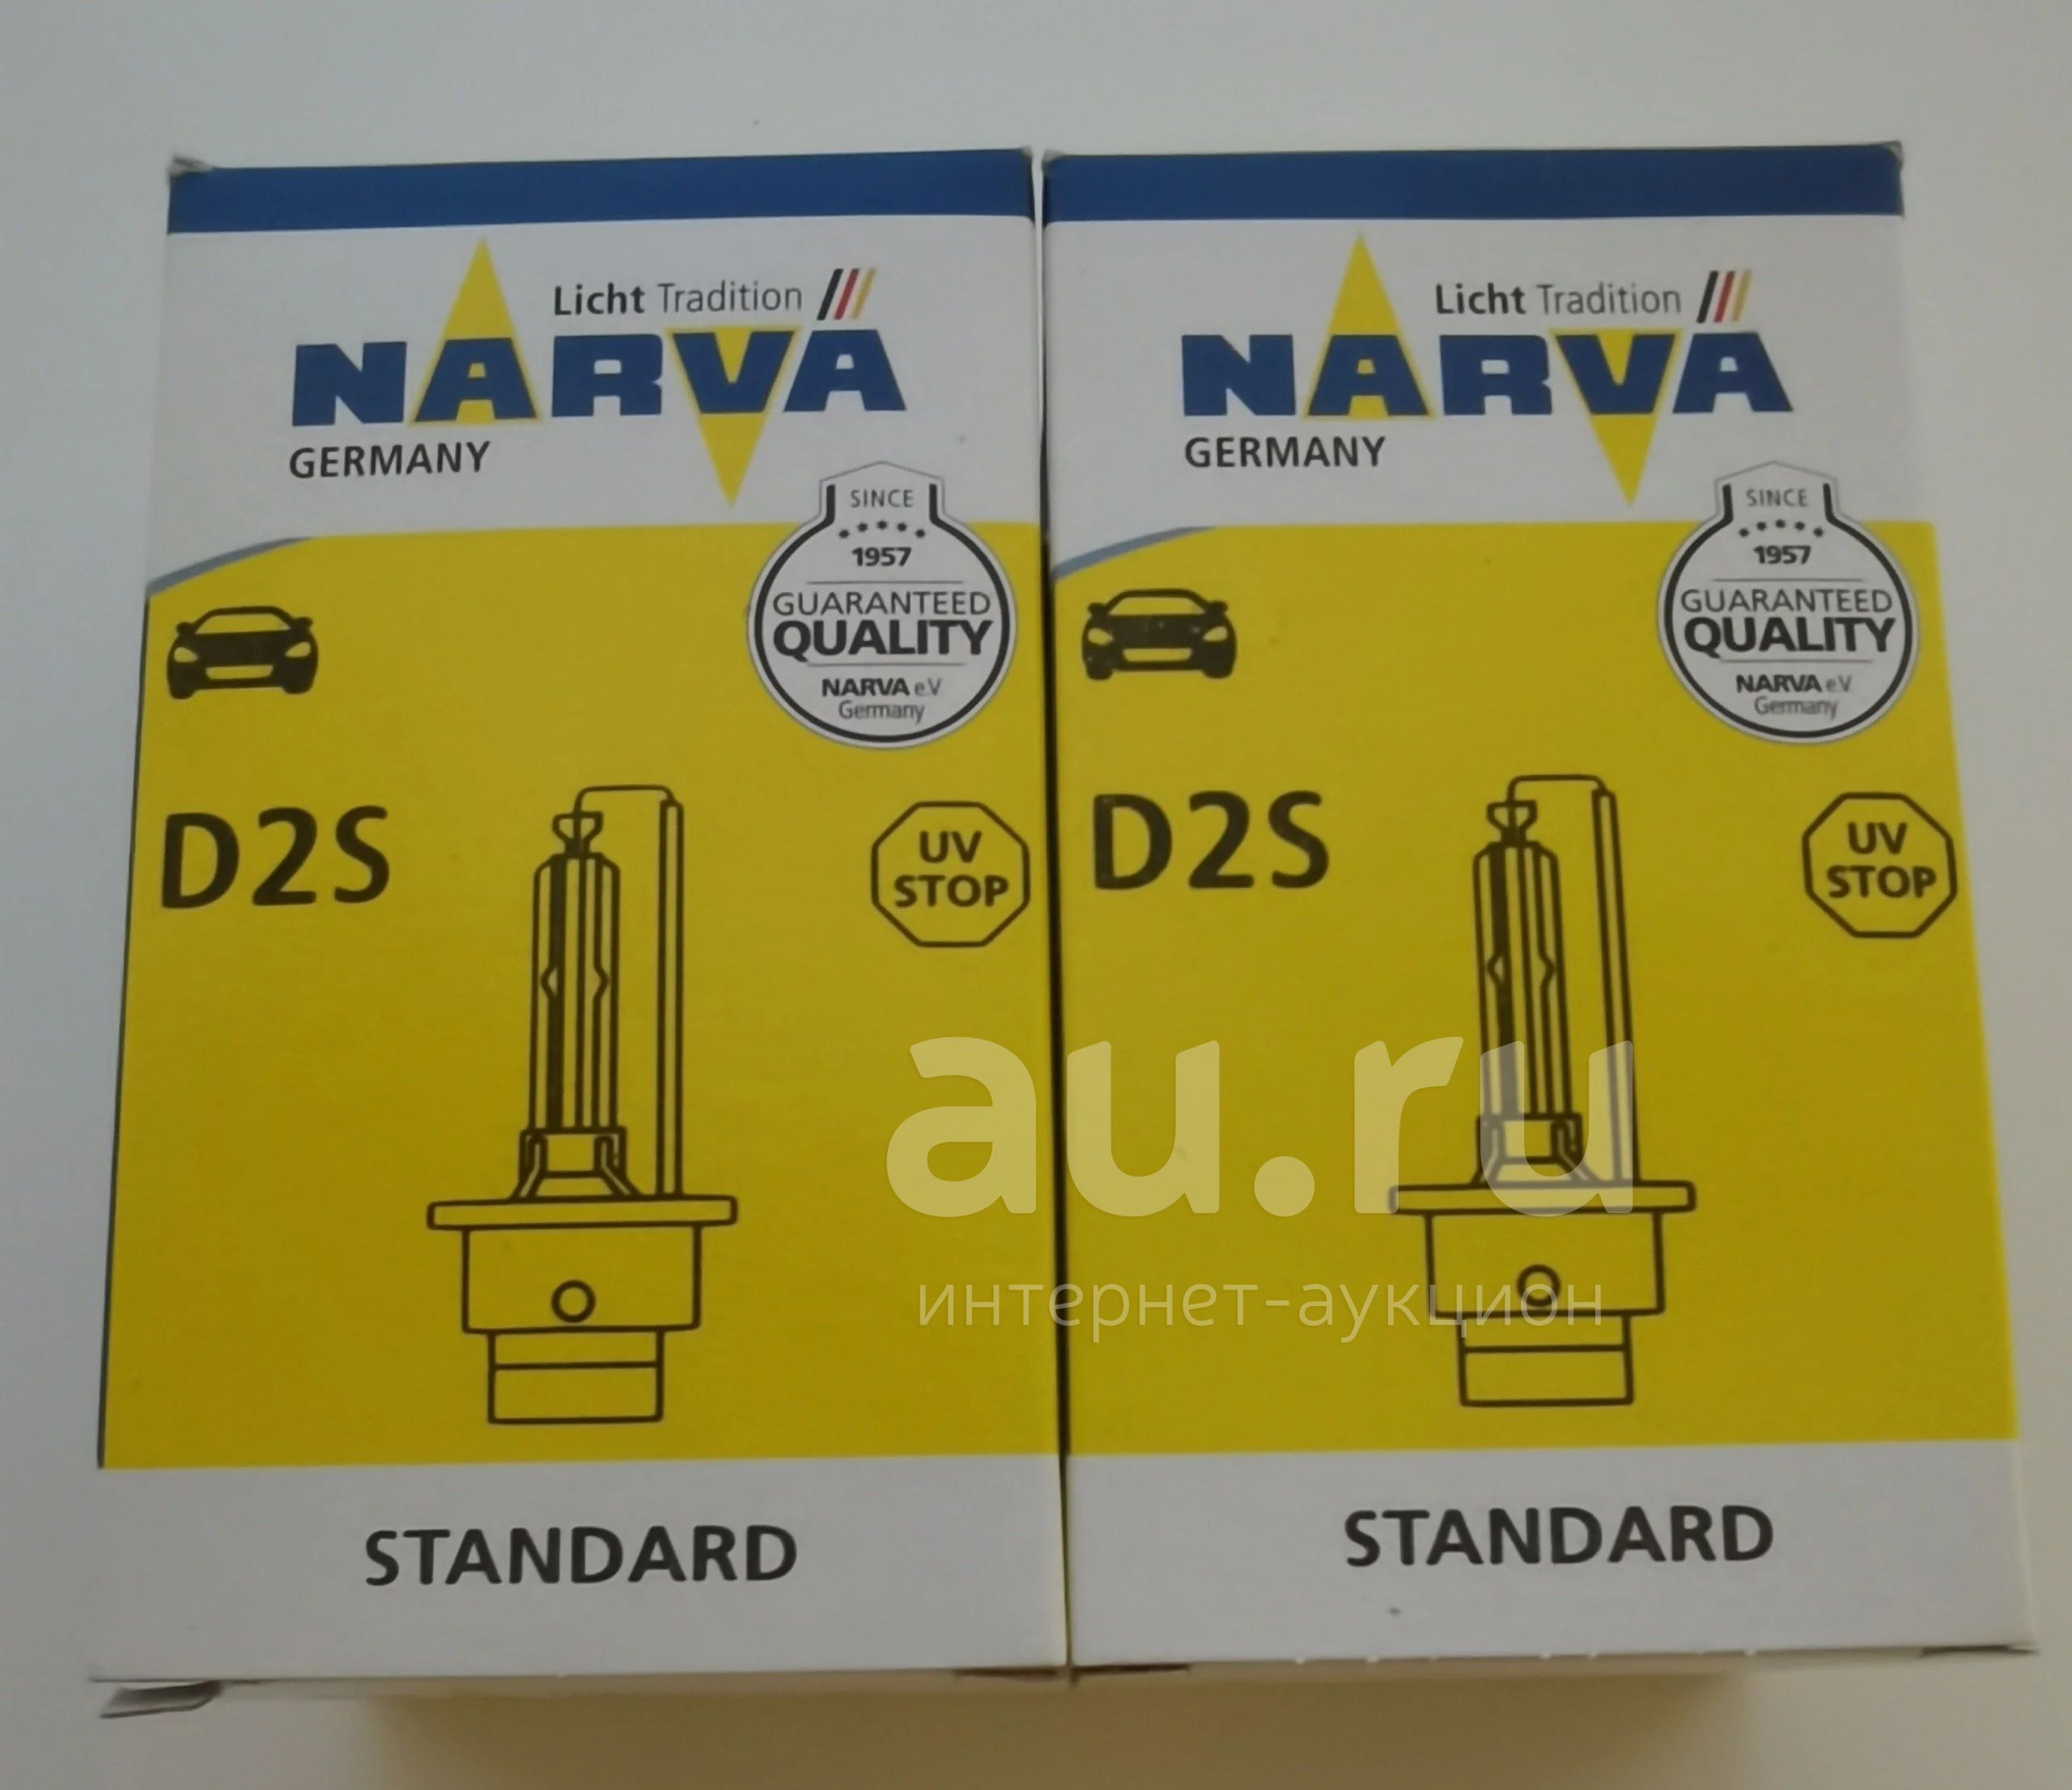 Licht Tradition
NARVA
GERMANY
SINCE
1957
GUARANTEED
QUALITY
NARVA e.V
Germany
D2S
UV
STOP
STANDARD
Licht Tradition
NARVA
GERMANY
SINCE
1957
GUARANTEED
QUALITY
NARVA e.V
Germany
D2S
UV
STOP
STANDARD
au.ru
интернет-аукцион